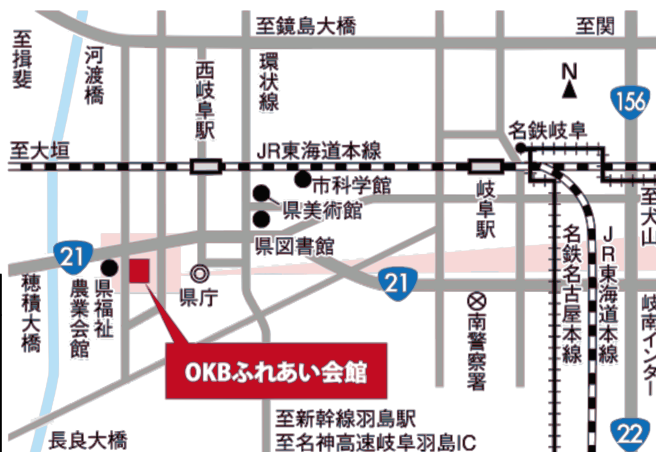 至鏡島大橋
至関
至揖斐
河渡橋
西岐阜駅
環状線
N
156
名鉄岐阜
至大垣
JR東海道本線
市科学館
県美術館
岐阜駅
至犬山
県図書館
21
21
県庁
県福祉
農業会館
穂積大橋
南警察署
名鉄名古屋本線
JR東海道本線
岐南インター
OKBふれあい会館
至新幹線羽島駅
至名神高速岐阜羽島IC
長良大橋
22